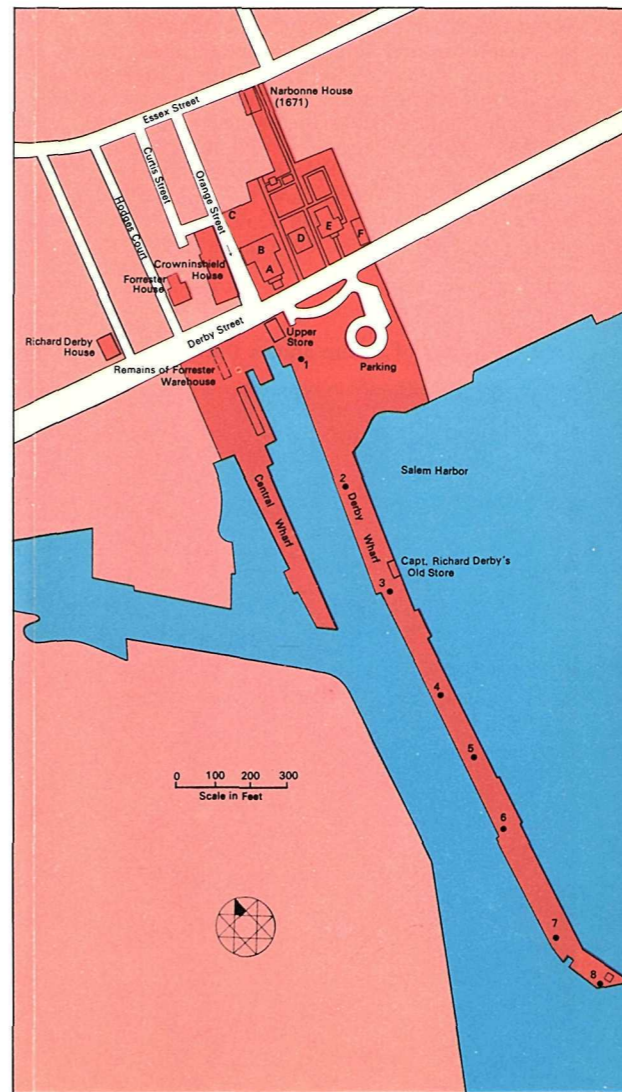 Narbonne House
(1671)
Essex Street
Curtis Street
Orange Street
Hodges Court
C
B
A
D
E
F
Crowninshield
House
Forrester
House
Richard Derby
House
Derby Street
Upper
Store
1
Parking
Remains of Forrester
Warehouse
Salem Harbor
2
Central Wharf
Derby Wharf
Capt. Richard Derby's
Old Store
3
4
5
0 100 200 300
Scale in Feet
6
7
8